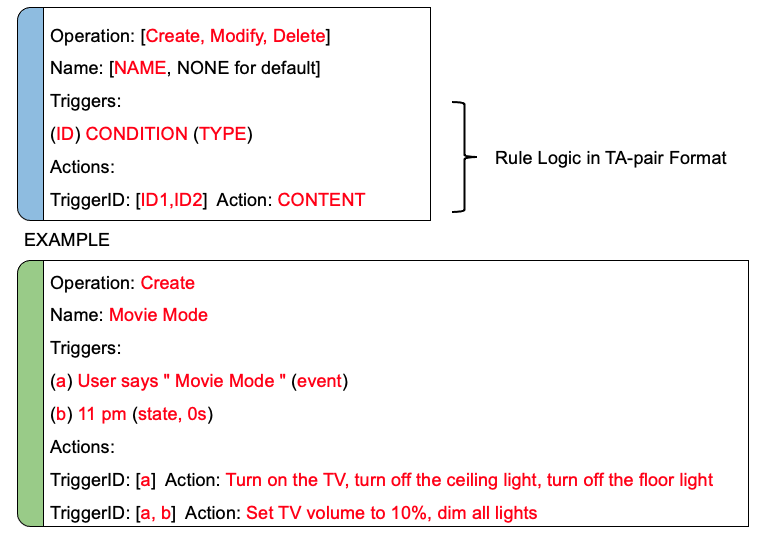 Operation: [Create, Modify, Delete]
Name: [NAME, NONE for default]
Triggers:
(ID) CONDITION (TYPE)
Actions:
TriggerID: [ID1,ID2]  Action: CONTENT
Rule Logic in TA-pair Format
EXAMPLE
Operation: Create
Name: Movie Mode
Triggers:
(a) User says " Movie Mode " (event)
(b) 11 pm (state, 0s)
Actions:
TriggerID: [a]  Action: Turn on the TV, turn off the ceiling light, turn off the floor light
TriggerID: [a, b]  Action: Set TV volume to 10%, dim all lights